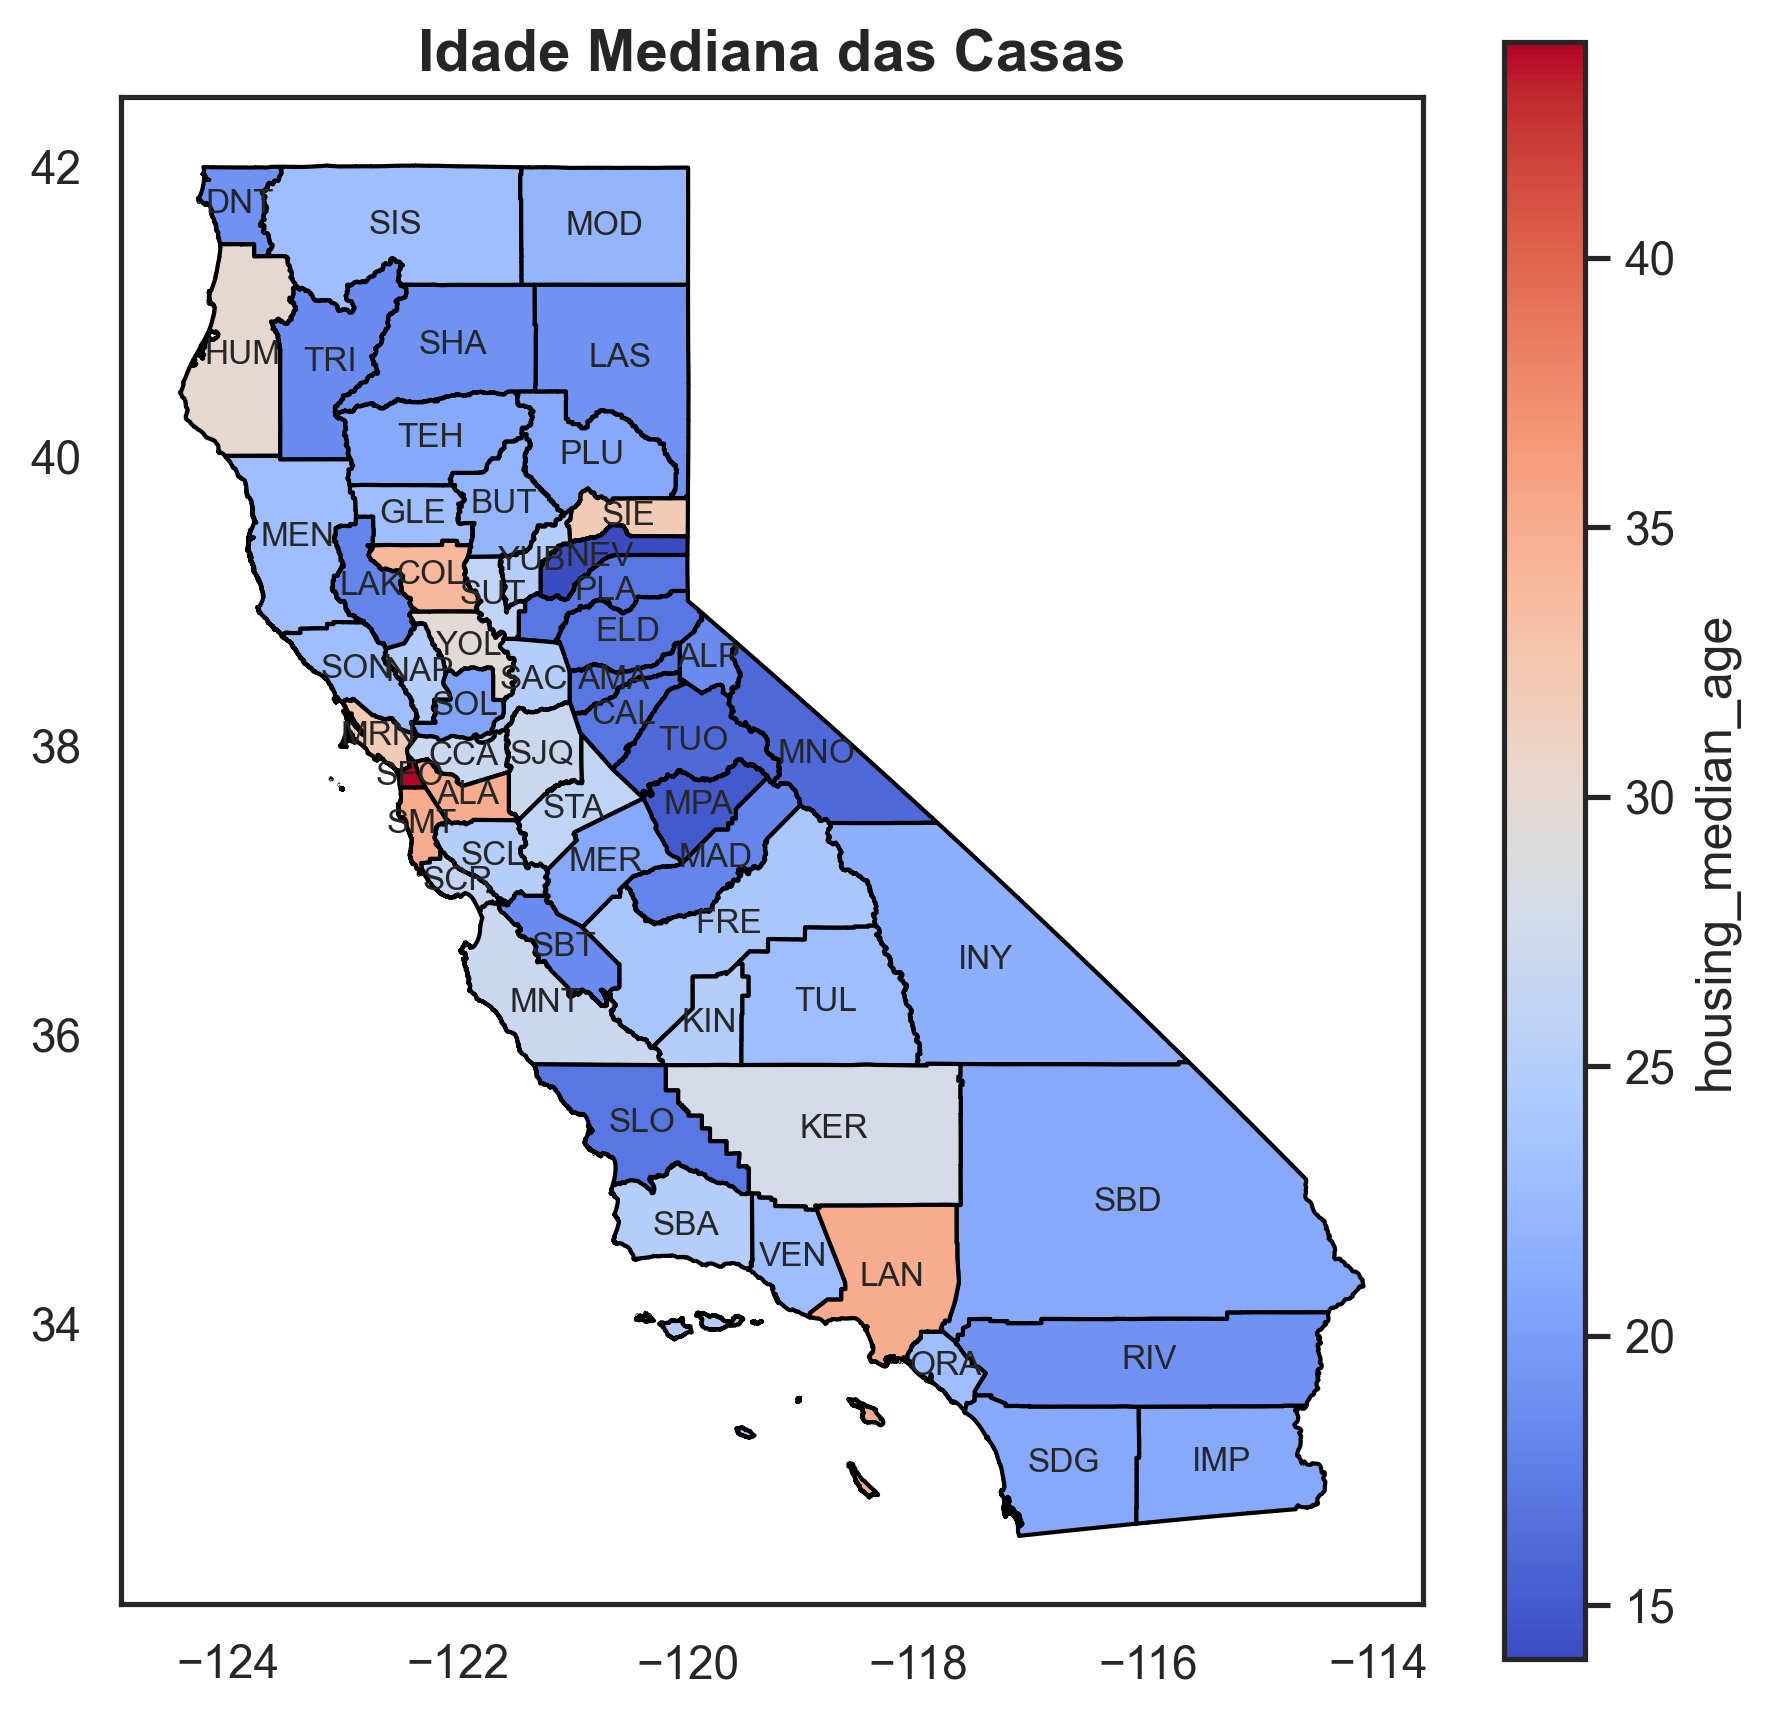 Idade Mediana das Casas
42
40
38
36
34
−124
−122
−120
−118
−116
−114
DNT
SIS
MOD
HUM
TRI
SHA
LAS
TEH
PLU
GLE
BUT
SIE
MEN
YUB
NEV
LAK
COL
SUT
PLA
YOL
ELD
SON
NAP
SAC
AMA
ALP
SOL
CAL
MRN
CCA
SJQ
TUO
MNO
SFO
ALA
STA
MPA
SMT
SCL
MER
MAD
SCR
FRE
SBT
INY
MNT
KIN
TUL
SLO
KER
SBA
VEN
LAN
SBD
ORA
RIV
SDG
IMP
40
35
30
25
20
15
housing_median_age